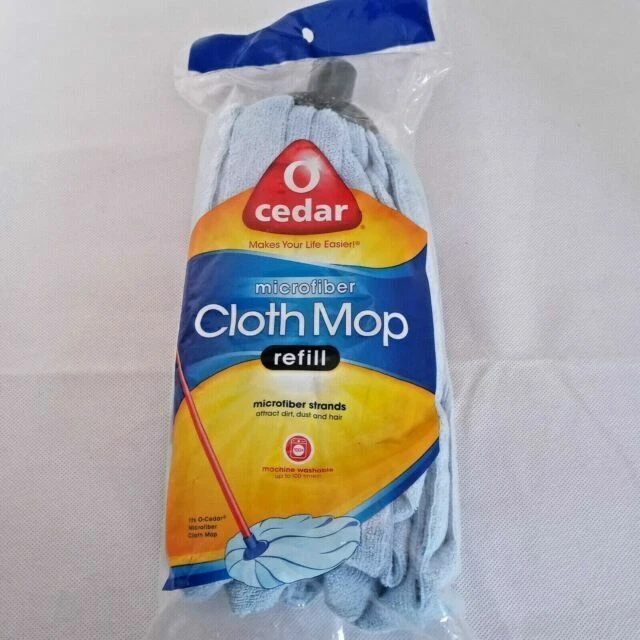 O
cedar®
Makes Your Life Easier!®
microfiber
Cloth Mop
refill
microfiber strands
attract dirt, dust and hair
100x
machine washable
up to 100 times!
fits O-Cedar®
Microfiber
Cloth Mop